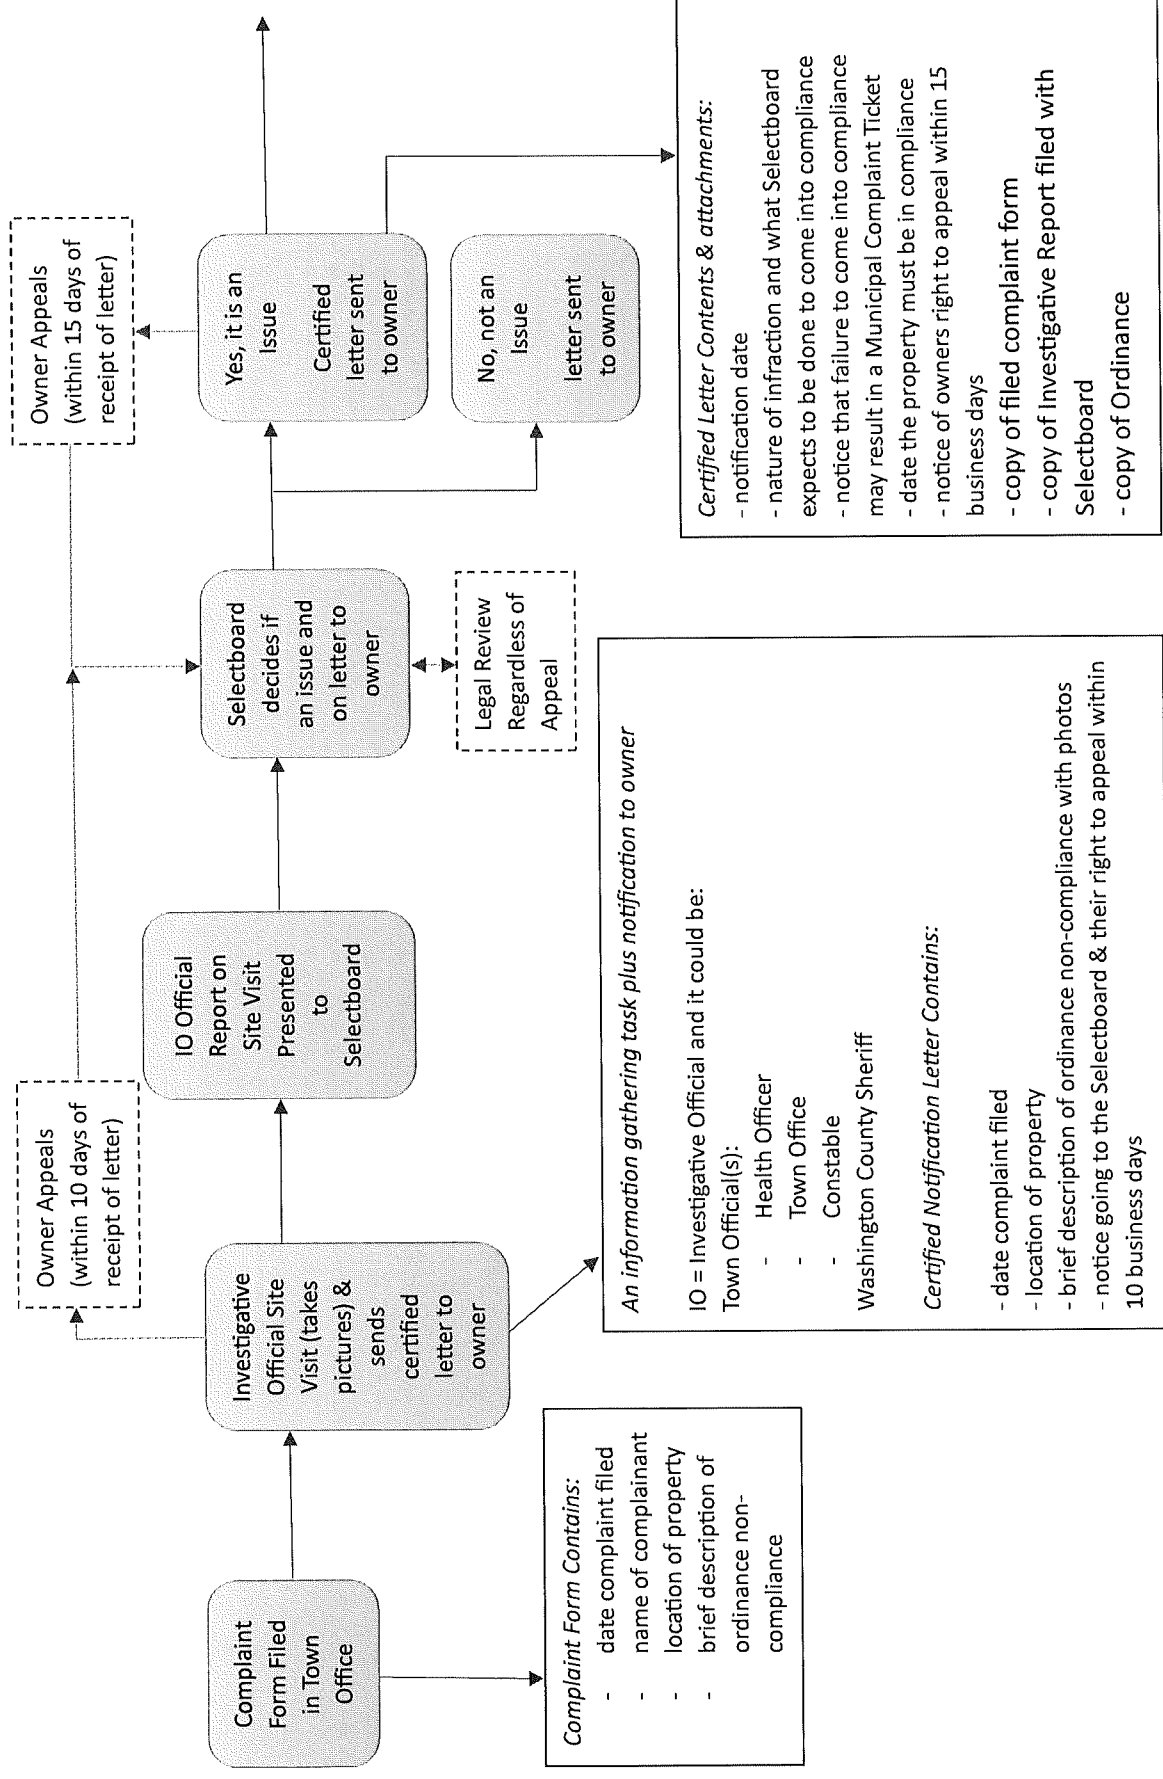 Complaint
Form Filed
in Town
Office
Complaint Form Contains:
- date complaint filed
- name of complainant
- location of property
- brief description of
ordinance non-
compliance
Owner Appeals
(within 10 days of
receipt of letter)
Investigative
Official Site
Visit (takes
pictures) &
sends
certified
letter to
owner
An information gathering task plus notification to owner
IO = Investigative Official and it could be:
Town Official(s):
- Health Officer
- Town Office
- Constable
Washington County Sheriff
Certified Notification Letter Contains:
- date complaint filed
- location of property
- brief description of ordinance non-compliance with photos
- notice going to the Selectboard & their right to appeal within
10 business days
IO Official
Report on
Site Visit
Presented
to
Selectboard
Selectboard
decides if
an issue and
on letter to
owner
Legal Review
Regardless of
Appeal
Owner Appeals
(within 15 days of
receipt of letter)
Yes, it is an
Issue
Certified
letter sent
to owner
No, not an
Issue
letter sent
to owner
Certified Letter Contents & attachments:
- notification date
- nature of infraction and what Selectboard
expects to be done to come into compliance
- notice that failure to come into compliance
may result in a Municipal Complaint Ticket
- date the property must be in compliance
- notice of owners right to appeal within 15
business days
- copy of filed complaint form
- copy of Investigative Report filed with
Selectboard
- copy of Ordinance